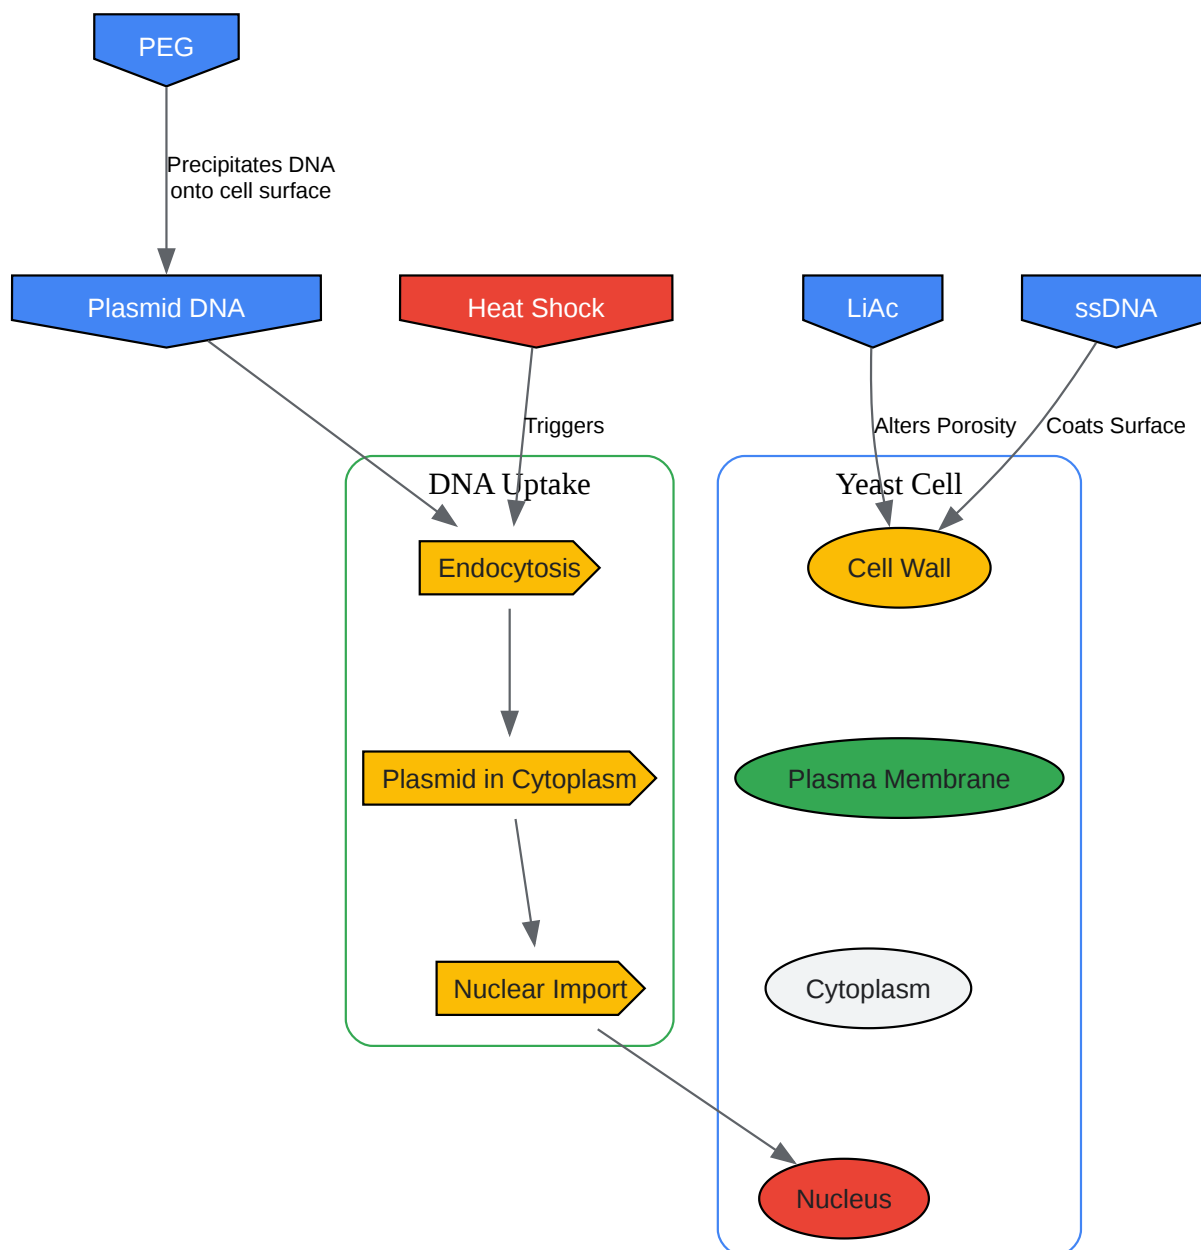 PEG
Precipitates DNA
onto cell surface
Plasmid DNA
Heat Shock
LiAc
ssDNA
Triggers
Alters Porosity
Coats Surface
DNA Uptake
Yeast Cell
Endocytosis
Cell Wall
Plasmid in Cytoplasm
Plasma Membrane
Nuclear Import
Cytoplasm
Nucleus